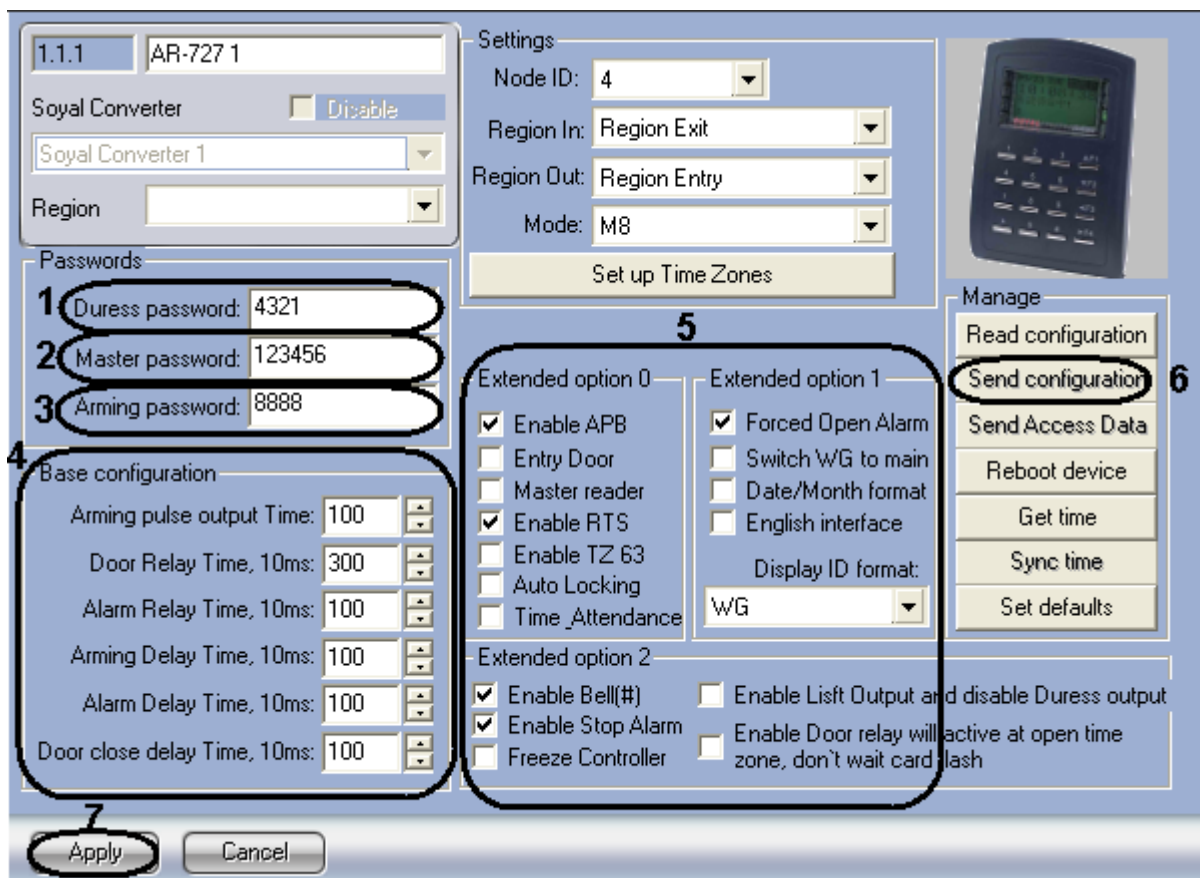 1.1.1 AR-727 1
Soyal Converter Disable
Soyal Converter 1
Region
Settings
Node ID: 4
Region In: Region Exit
Region Out: Region Entry
Mode: M8
Set up Time Zones
Passwords
1 Duress password: 4321
2 Master password: 123456
3 Arming password: 8888
4
Base configuration
Arming pulse output Time: 100
Door Relay Time, 10ms: 300
Alarm Relay Time, 10ms: 100
Arming Delay Time, 10ms: 100
Alarm Delay Time, 10ms: 100
Door close delay Time, 10ms: 100
5
Extended option 0
Enable APB
Entry Door
Master reader
Enable RTS
Enable TZ 63
Auto Locking
Time_Attendance
Extended option 1
Forced Open Alarm
Switch WG to main
Date/Month format
English interface
Display ID format:
WG
Extended option 2
Enable Bell(#)
Enable Stop Alarm
Freeze Controller
Enable Lisft Output and disable Duress output
Enable Door relay will active at open time
zone, don`t wait card flash
Manage
Read configuration
Send configuration 6
Send Access Data
Reboot device
Get time
Sync time
Set defaults
7
Apply Cancel